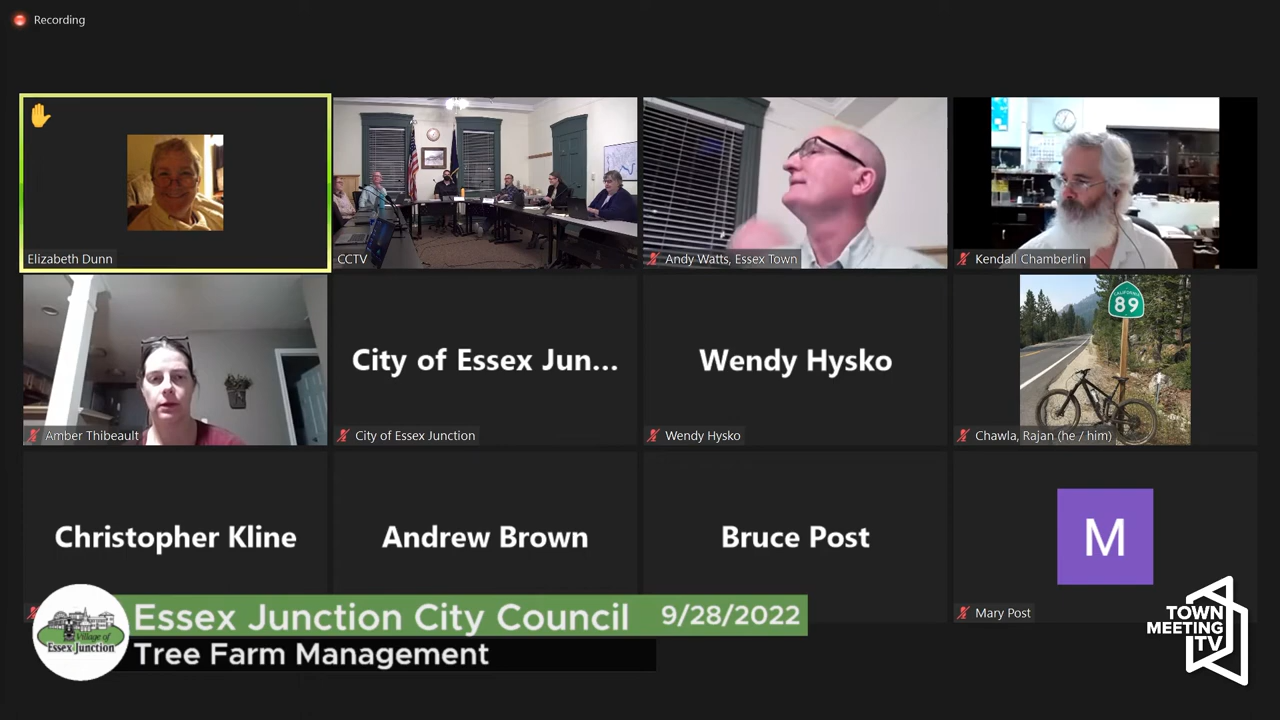 Recording
Elizabeth Dunn
CCTV
Andy Watts, Essex Town
Kendall Chamberlin
Amber Thibeault
City of Essex Jun...
City of Essex Junction
Wendy Hysko
Wendy Hysko
CALIFORNIA
89
Chawla, Rajan (he / him)
Christopher Kline
Andrew Brown
Bruce Post
M
Mary Post
Village of
Essex Junction
Essex Junction City Council 9/28/2022
Tree Farm Management
TOWN
MEETING
TV